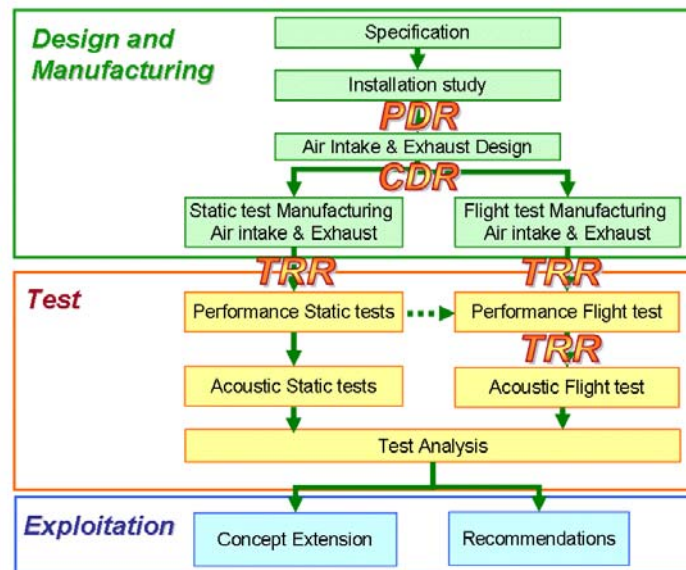 Design and
Manufacturing
Specification
Installation study
PDR
Air Intake & Exhaust Design
CDR
Static test Manufacturing
Air intake & Exhaust
Flight test Manufacturing
Air intake & Exhaust
TRR
TRR
Test
Performance Static tests
Performance Flight test
TRR
Acoustic Static tests
Acoustic Flight test
Test Analysis
Exploitation
Concept Extension
Recommendations